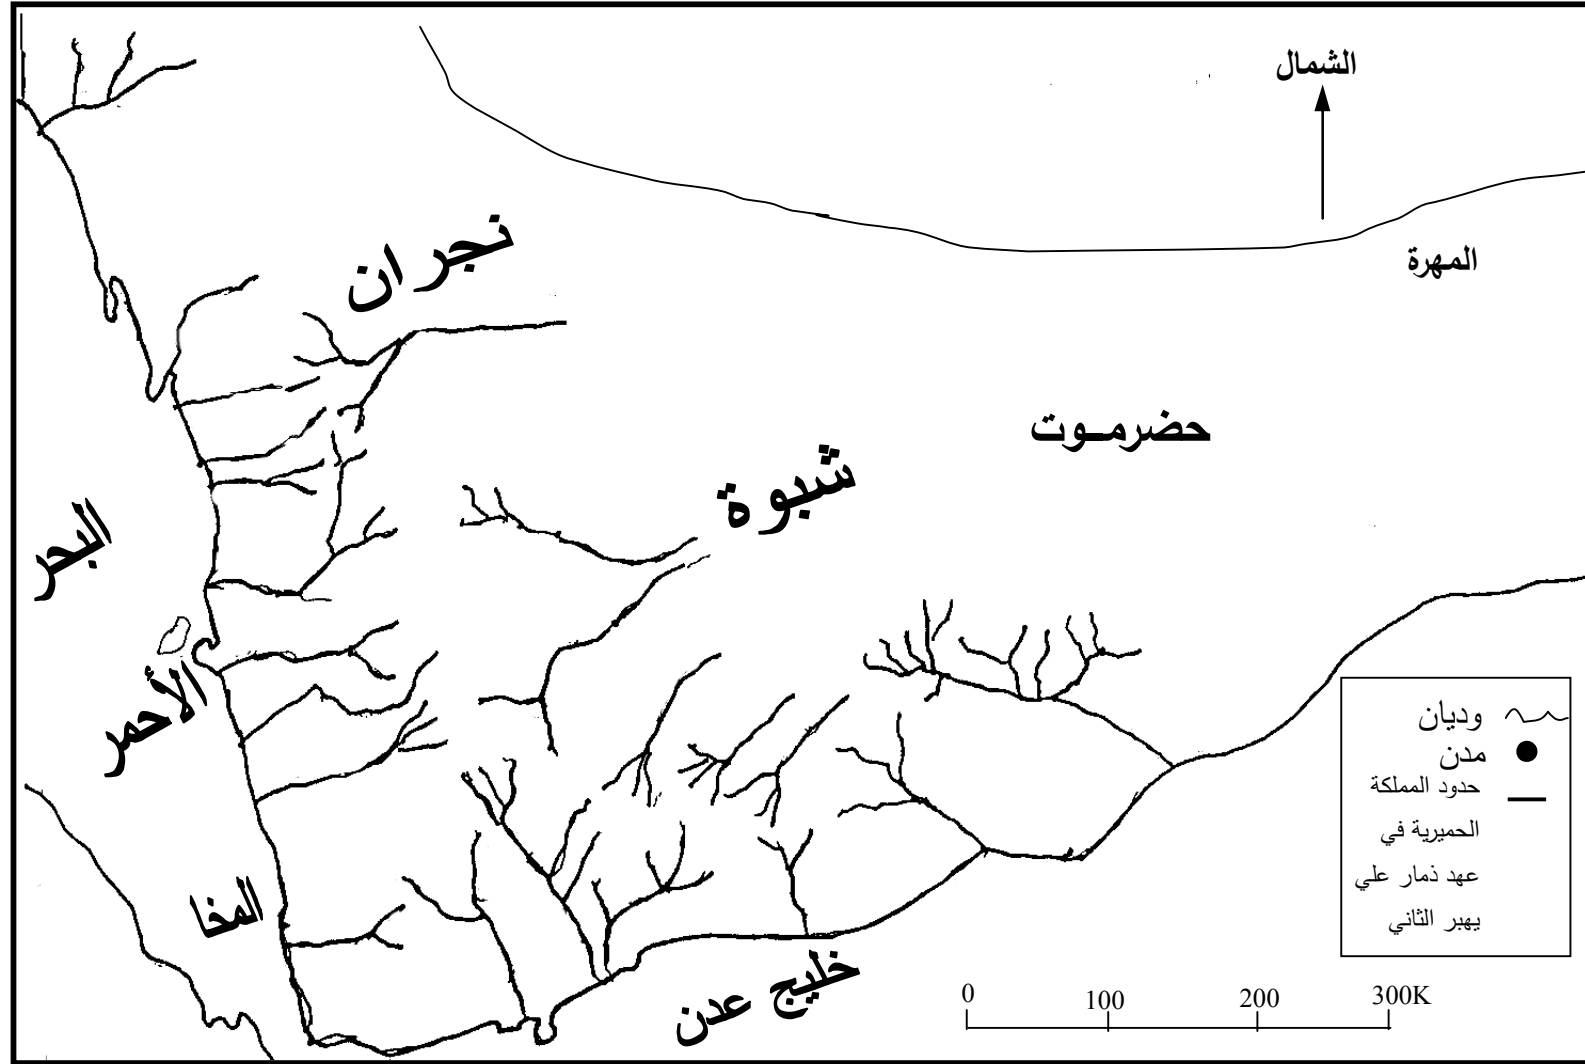 الشمال
المهرة
نجران
حضرمــوت
شبوة
البحر
الأحمر
المخا
خليج عدن
وديان
مدن
حدود المملكة
الحميرية في
عهد ذمار علي
يهبر الثاني
0 100 200 300K